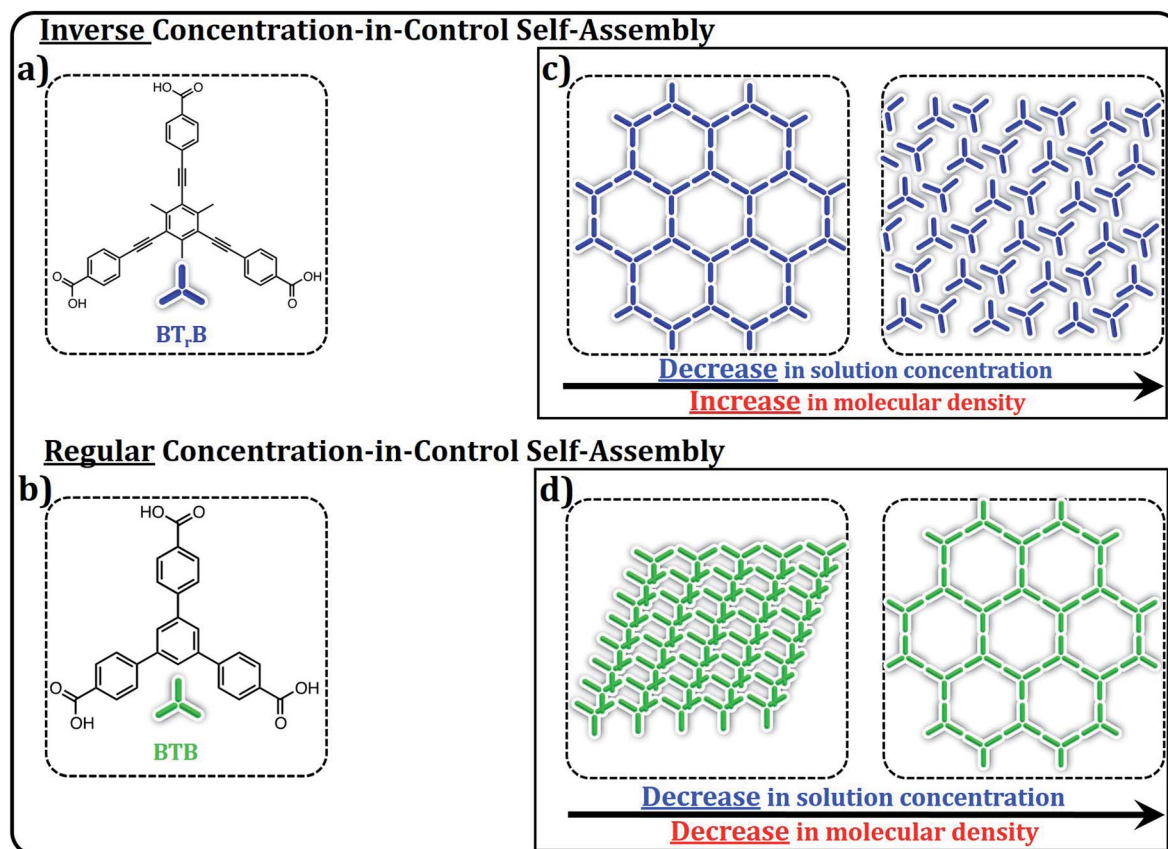 Inverse Concentration-in-Control Self-Assembly
a)
HO
O
O
OH
O
OH
BTrB
c)
Decrease in solution concentration
Increase in molecular density
Regular Concentration-in-Control Self-Assembly
b)
HO
O
O
OH
OH
O
BTB
d)
Decrease in solution concentration
Decrease in molecular density